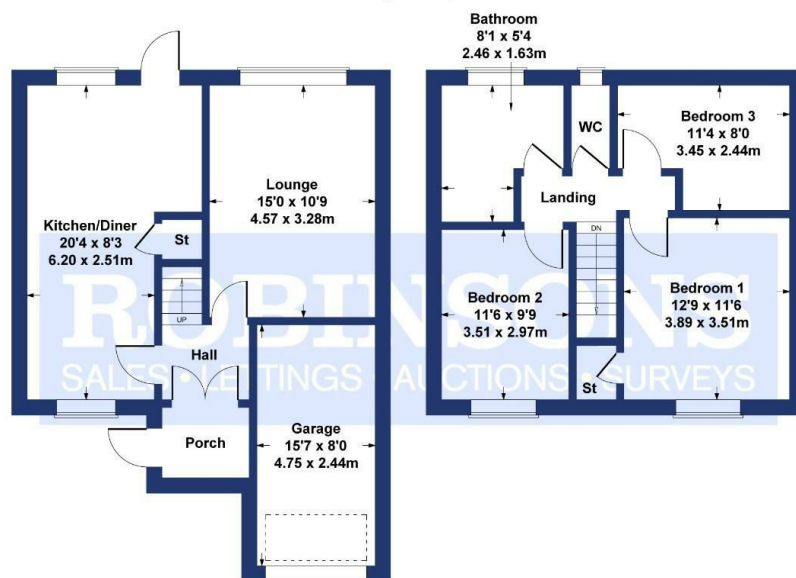 Bathroom
8'1 x 5'4
2.46 x 1.63m
WC
Bedroom 3
11'4 x 8'0
3.45 x 2.44m
Landing
Lounge
15'0 x 10'9
4.57 x 3.28m
Kitchen/Diner
20'4 x 8'3
6.20 x 2.51m
St
DN
UP
Bedroom 2
11'6 x 9'9
3.51 x 2.97m
Bedroom 1
12'9 x 11'6
3.89 x 3.51m
ROBINSONS
Hall
SALES • LETTINGS • AUCTIONS • SURVEYS
St
Porch
Garage
15'7 x 8'0
4.75 x 2.44m